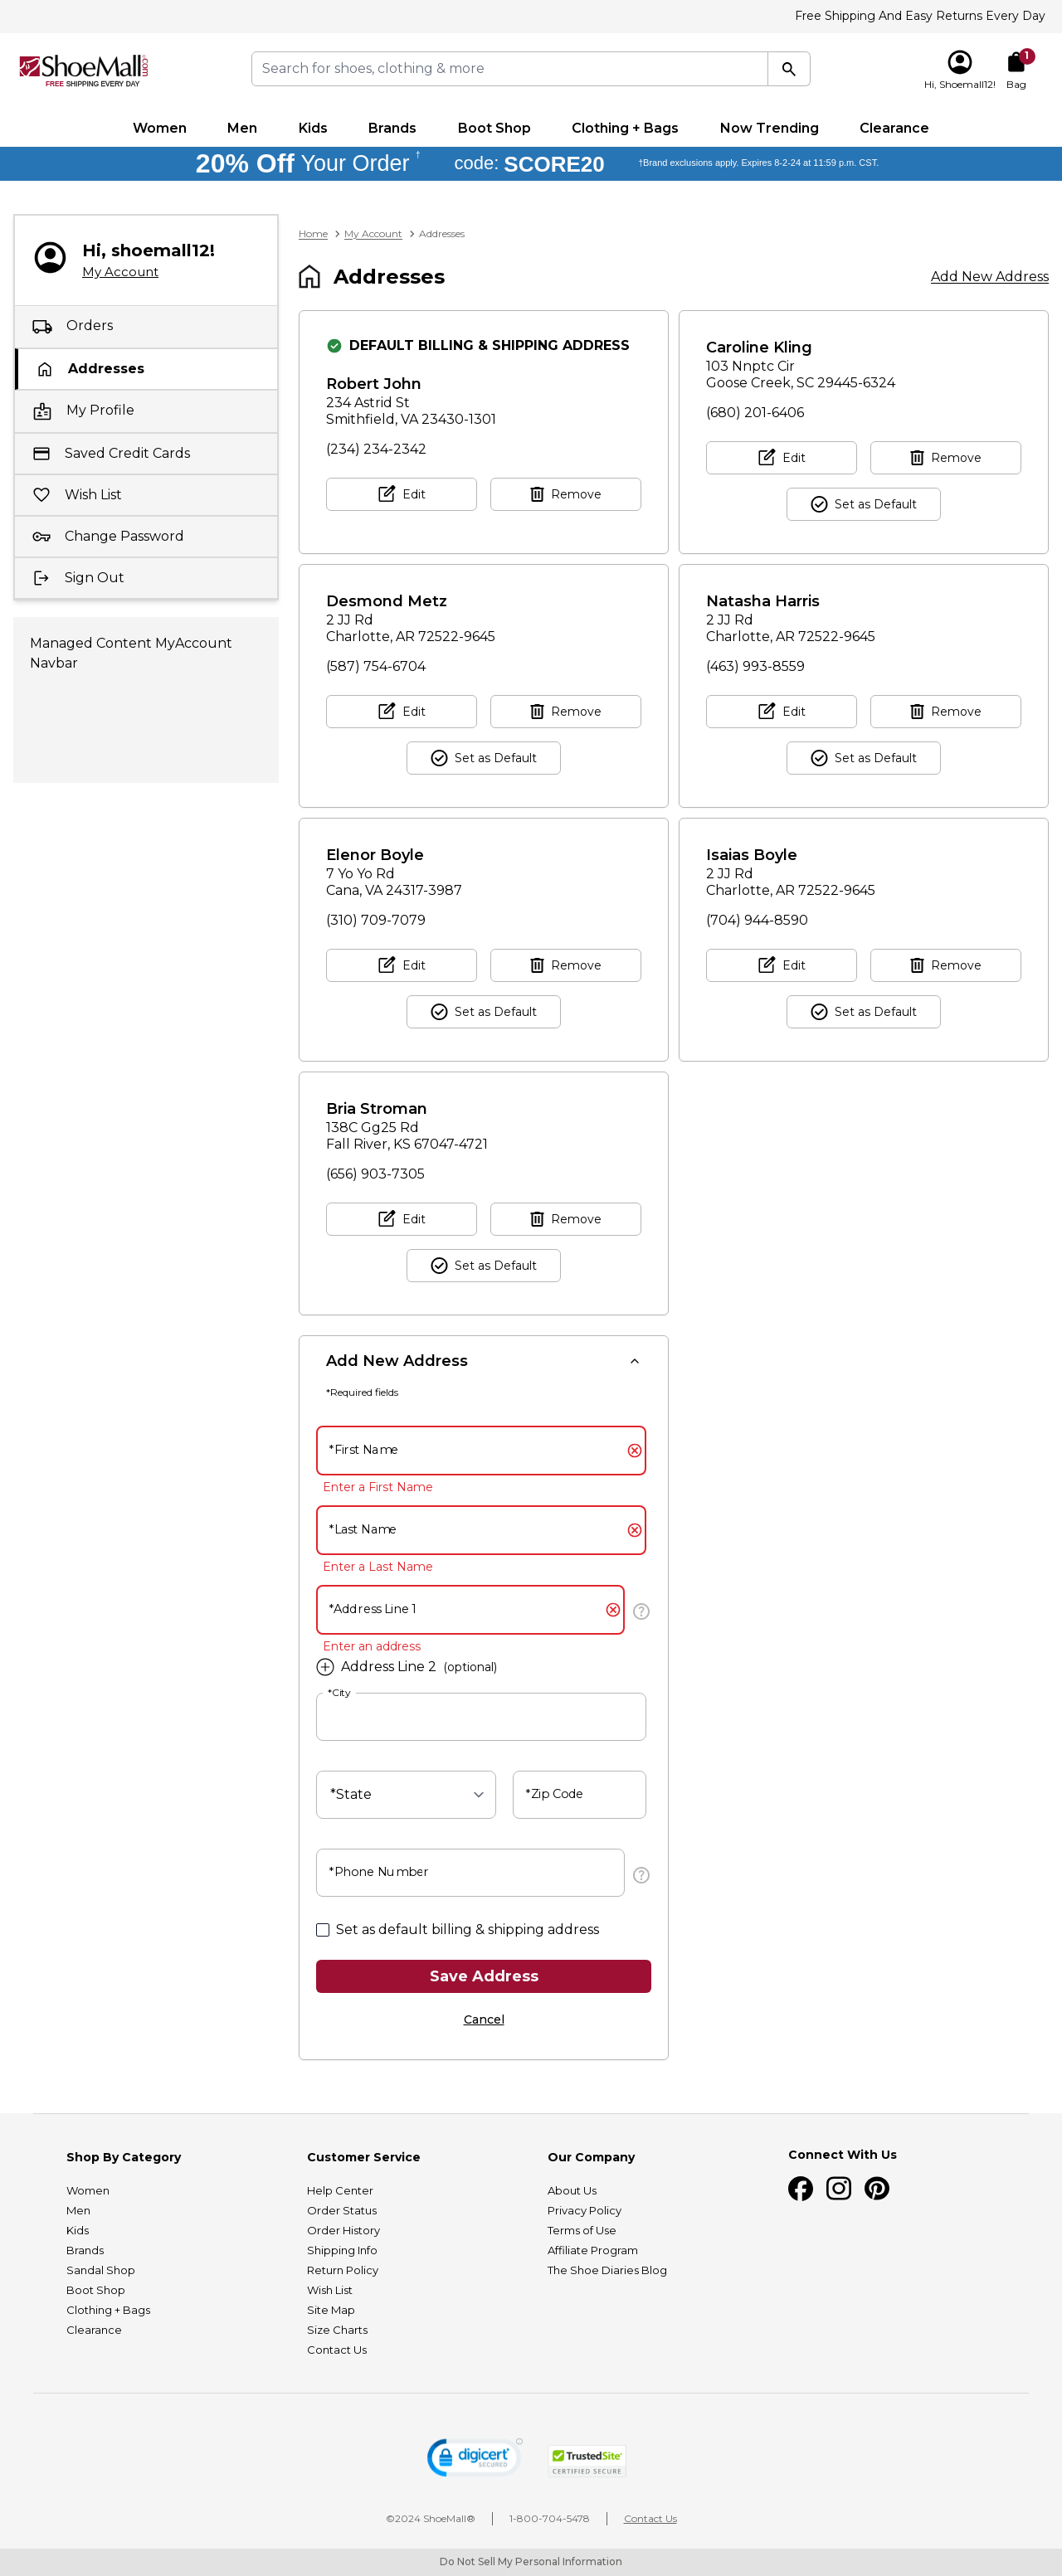 Free Shipping And Easy Returns Every Day
ShoeMall.com
FREE SHIPPING EVERY DAY
Search for shoes, clothing & more
Hi, Shoemall12!
1
Bag
Women Men Kids Brands Boot Shop Clothing + Bags Now Trending Clearance
20% Off Your Order † code: SCORE20 †Brand exclusions apply. Expires 8-2-24 at 11:59 p.m. CST.
Hi, shoemall12!
My Account
Orders
Addresses
My Profile
Saved Credit Cards
Wish List
Change Password
Sign Out
Managed Content MyAccount
Navbar
Home > My Account > Addresses
Addresses
Add New Address
DEFAULT BILLING & SHIPPING ADDRESS
Robert John
234 Astrid St
Smithfield, VA 23430-1301
(234) 234-2342
Edit Remove
Caroline Kling
103 Nnptc Cir
Goose Creek, SC 29445-6324
(680) 201-6406
Edit Remove
Set as Default
Desmond Metz
2 JJ Rd
Charlotte, AR 72522-9645
(587) 754-6704
Edit Remove
Set as Default
Natasha Harris
2 JJ Rd
Charlotte, AR 72522-9645
(463) 993-8559
Edit Remove
Set as Default
Elenor Boyle
7 Yo Yo Rd
Cana, VA 24317-3987
(310) 709-7079
Edit Remove
Set as Default
Isaias Boyle
2 JJ Rd
Charlotte, AR 72522-9645
(704) 944-8590
Edit Remove
Set as Default
Bria Stroman
138C Gg25 Rd
Fall River, KS 67047-4721
(656) 903-7305
Edit Remove
Set as Default
Add New Address
*Required fields
*First Name
Enter a First Name
*Last Name
Enter a Last Name
*Address Line 1
Enter an address
Address Line 2 (optional)
*City
*State
*Zip Code
*Phone Number
Set as default billing & shipping address
Save Address
Cancel
Shop By Category
Women
Men
Kids
Brands
Sandal Shop
Boot Shop
Clothing + Bags
Clearance
Customer Service
Help Center
Order Status
Order History
Shipping Info
Return Policy
Wish List
Site Map
Size Charts
Contact Us
Our Company
About Us
Privacy Policy
Terms of Use
Affiliate Program
The Shoe Diaries Blog
Connect With Us
digicert
SECURED
TrustedSite
CERTIFIED SECURE
©2024 ShoeMall® 1-800-704-5478 Contact Us
Do Not Sell My Personal Information